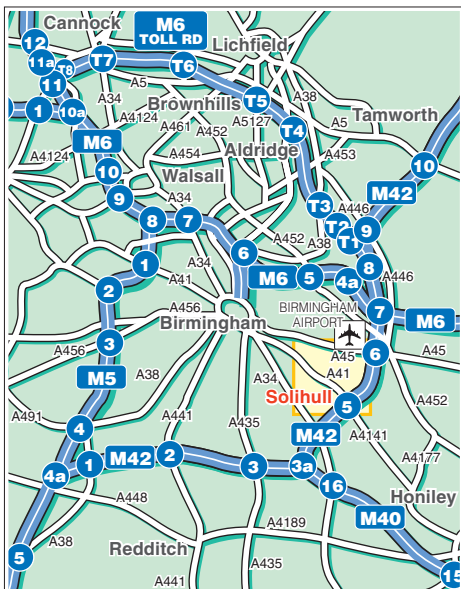 Cannock
M6
TOLL RD
Lichfield
12
11a
T8
T7
T6
11
A5
A38
1
10a
A34
Brownhills
T5
A4124
A461
A452
A5127
T4
A5
Tamworth
M6
A4124
A454
Aldridge
A453
10
10
Walsall
M42
9
A34
T3
A446
8
7
T2
9
A452
A38
T1
6
1
A41
A34
M6
5
4a
8
A446
2
A456
BIRMINGHAM
AIRPORT
7
M6
Birmingham
3
A456
A45
6
A45
M5
A38
A34
A41
Solihull
5
A452
A491
A441
A435
4
M42
A4141
1
M42
2
A4177
4a
3
3a
A448
16
Honiley
A4189
M40
A38
Redditch
5
A435
A441
15